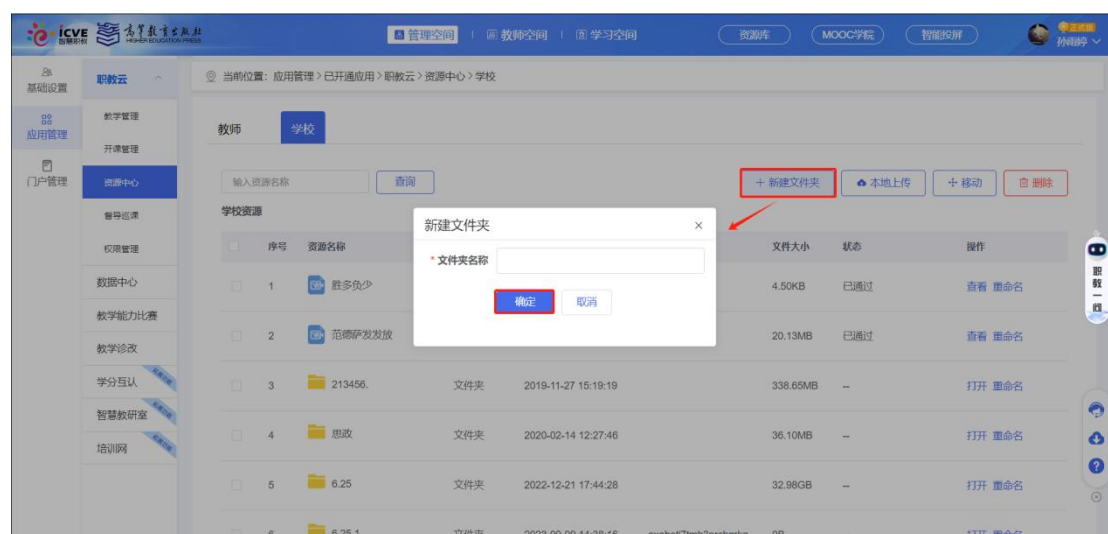 icve 智慧职教 高等教育出版社 HIGHER EDUCATION PRESS 管理空间 教师空间 学习空间 资源库 MOOC学院 智能投屏 正式版
孙雨婷
基础设置
应用管理
门户管理
职教云
教学管理
开课管理
资源中心
督导巡课
权限管理
数据中心
教学能力比赛
教学诊改
学分互认
智慧教研室
培训网
当前位置：应用管理 > 已开通应用 > 职教云 > 资源中心 > 学校
教师 学校
输入资源名称 查询 + 新建文件夹 本地上传 移动 删除
学校资源
新建文件夹 ×
* 文件夹名称
确定 取消
序号 资源名称 文件大小 状态 操作
1 胜多负少 4.50KB 已通过 查看 重命名
2 范德萨发发放 20.13MB 已通过 查看 重命名
3 213456. 文件夹 2019-11-27 15:19:19 338.65MB -- 打开 重命名
4 思政 文件夹 2020-02-14 12:27:46 36.10MB -- 打开 重命名
5 6.25 文件夹 2022-12-21 17:44:28 32.98GB -- 打开 重命名
职教一问